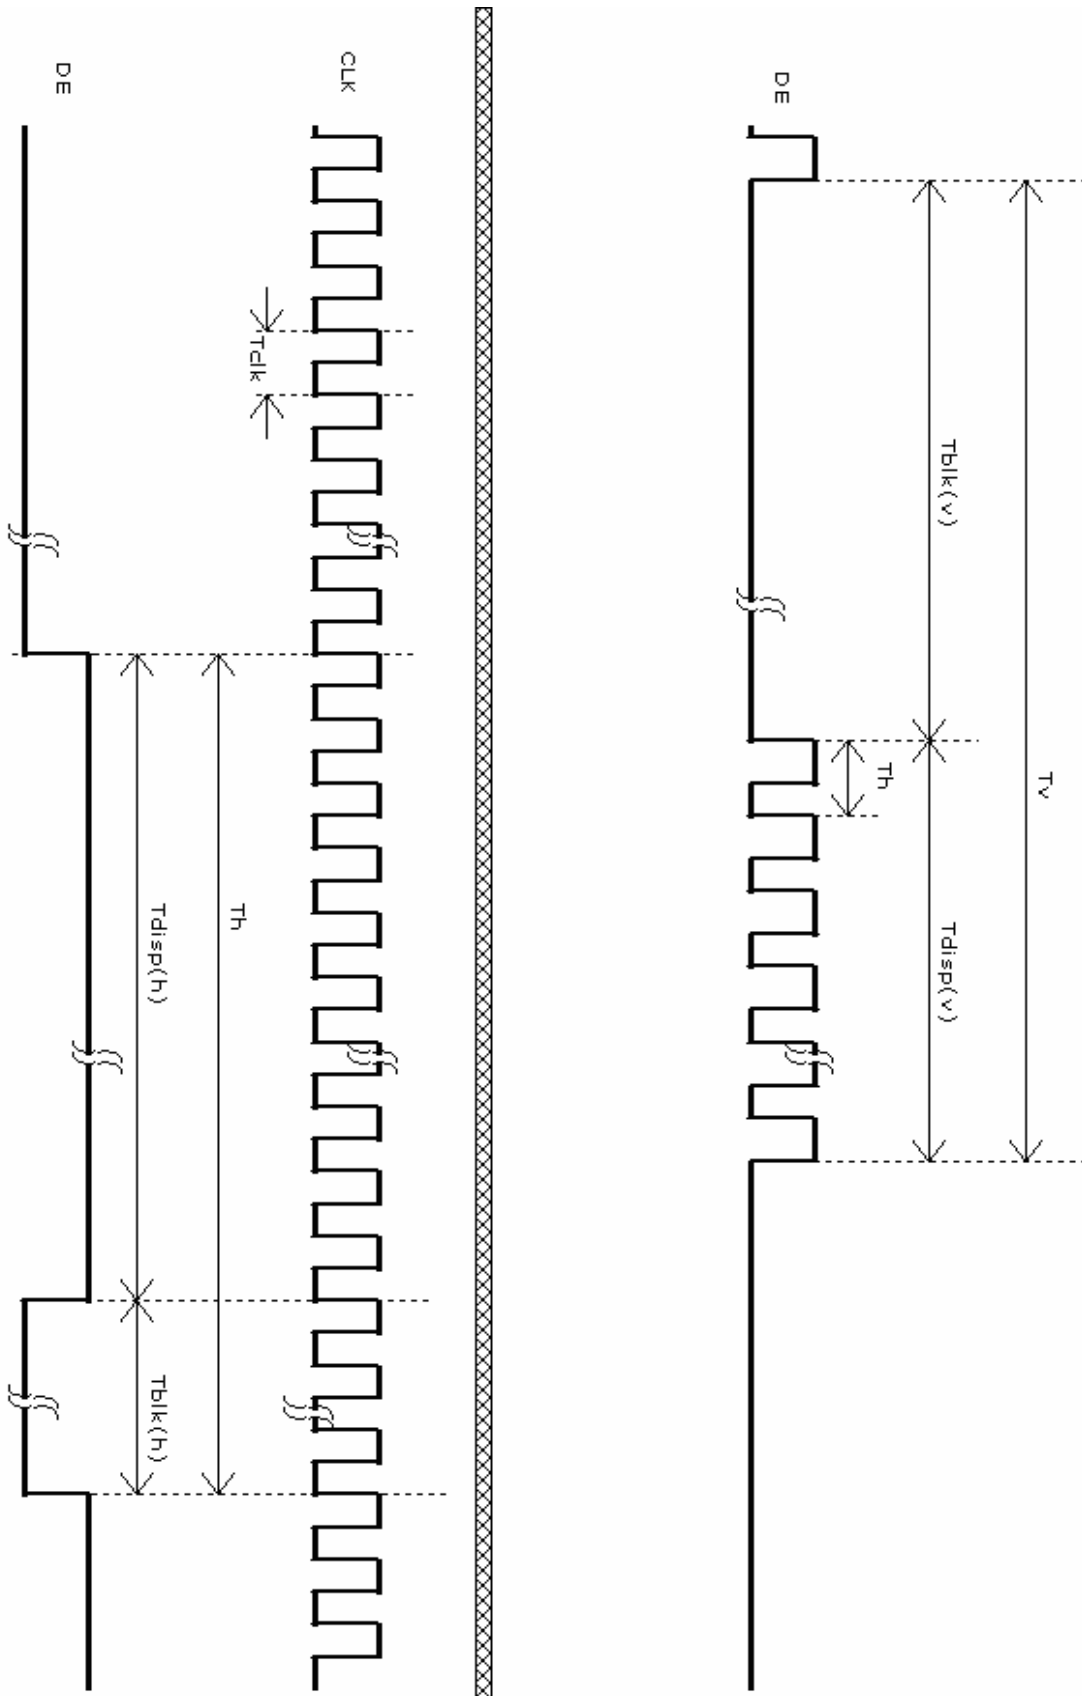 Tv
Tblk(v)
Tdisp(v)
Th
DE
CLK
Tclk
Th
Tdisp(h)
Tblk(h)
DE